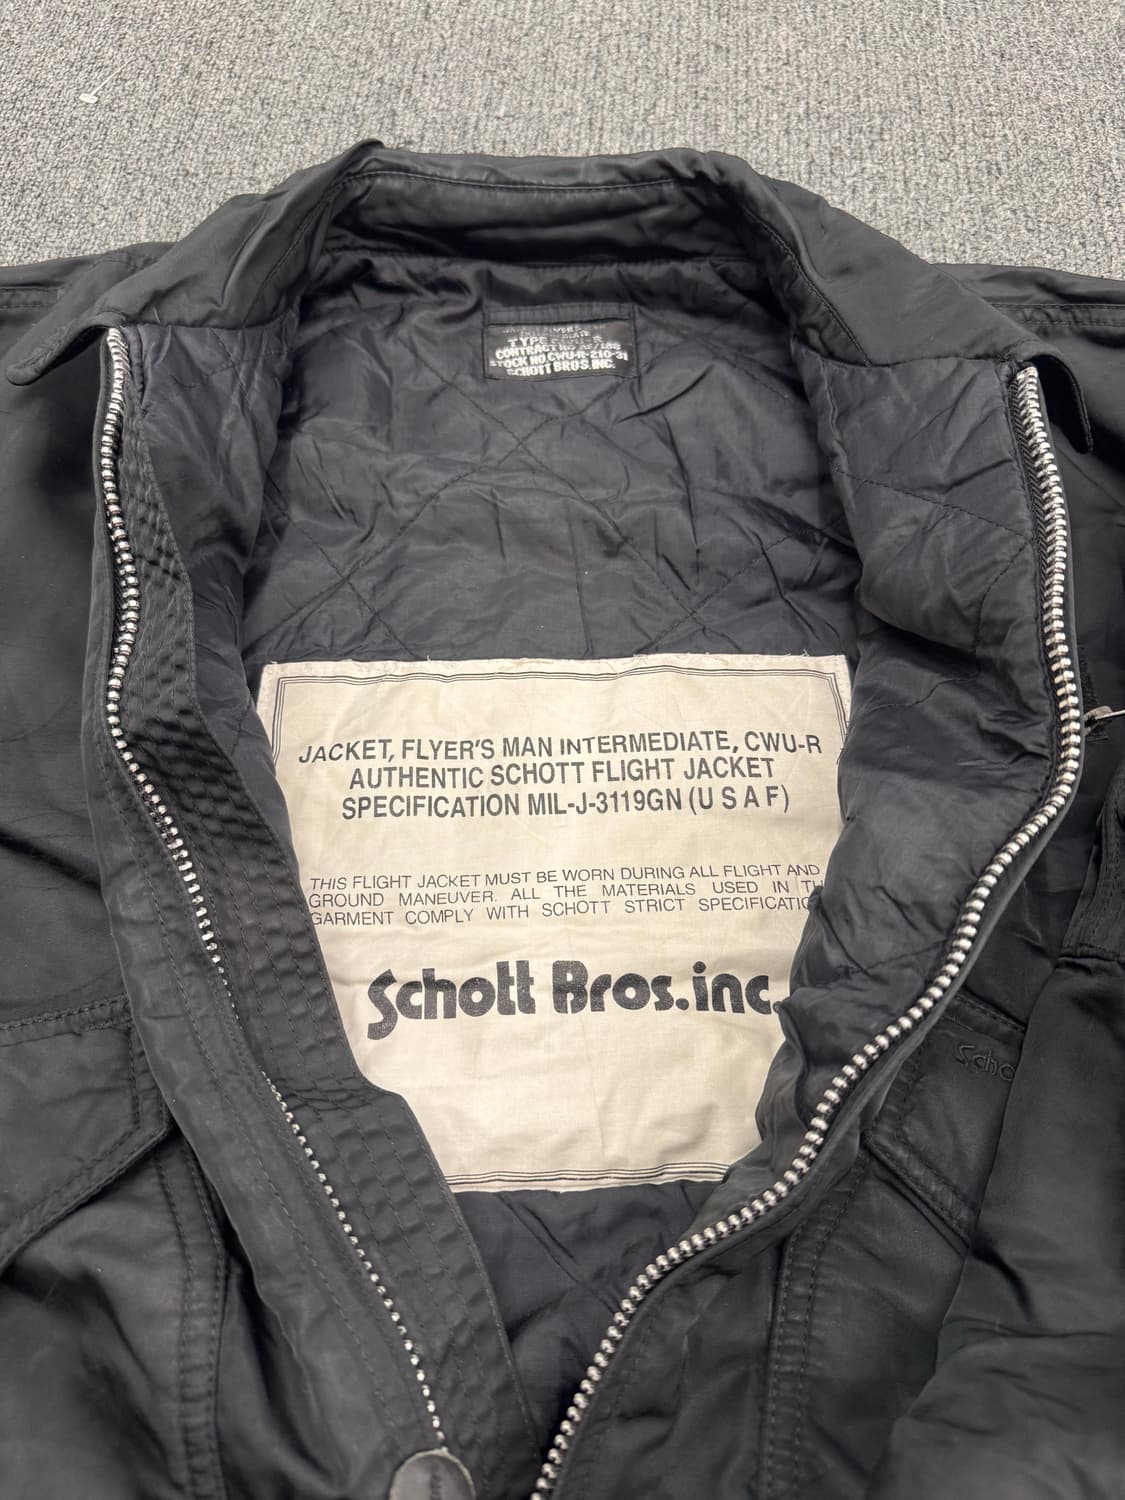 TYPE
CONTRACT NO
STOCK NO CWU-R-210-31
SCHOTT BROS. INC.
JACKET, FLYER'S MAN INTERMEDIATE, CWU-R
AUTHENTIC SCHOTT FLIGHT JACKET
SPECIFICATION MIL-J-3119GN (U S A F)
THIS FLIGHT JACKET MUST BE WORN DURING ALL FLIGHT AND
GROUND MANEUVER. ALL THE MATERIALS USED IN TH
GARMENT COMPLY WITH SCHOTT STRICT SPECIFICATIO
Schott Bros. inc.
Scho